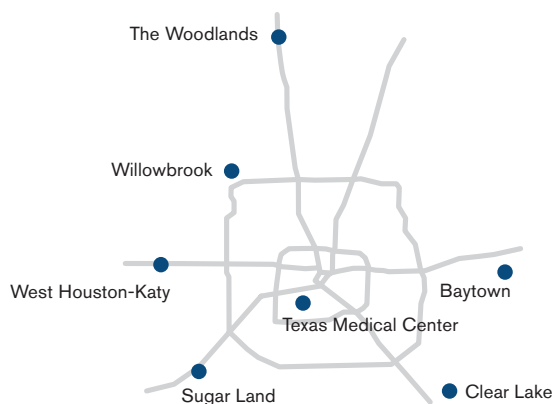 The Woodlands
Willowbrook
West Houston-Katy
Baytown
Texas Medical Center
Sugar Land
Clear Lake